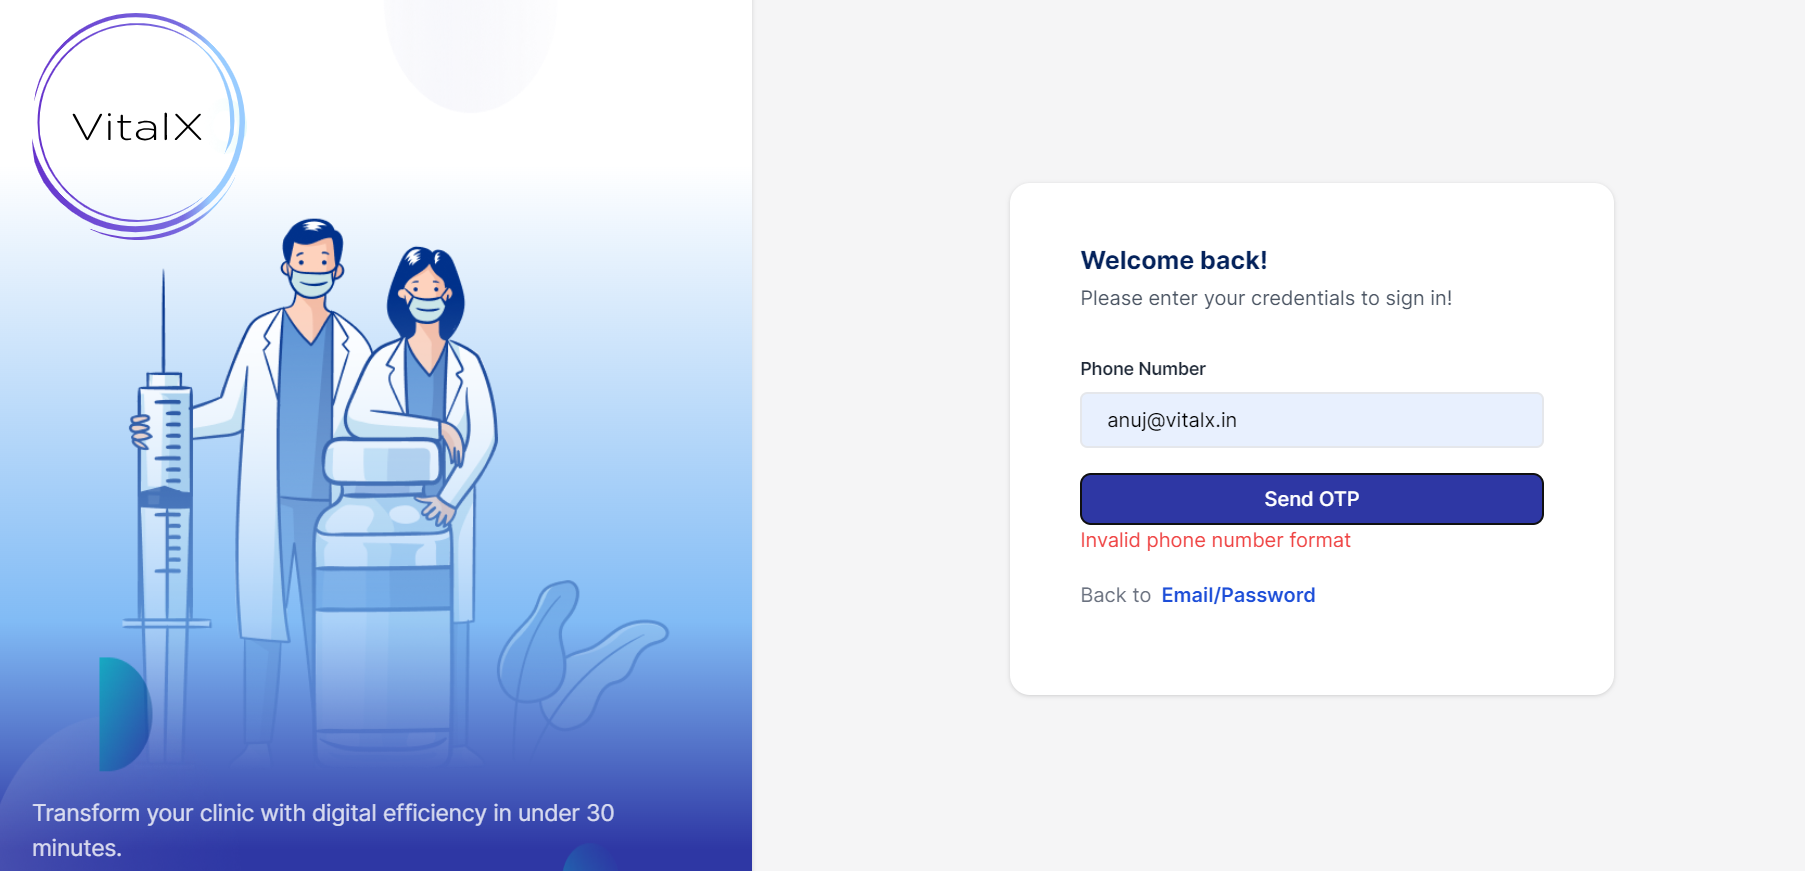 VitalX
Transform your clinic with digital efficiency in under 30
minutes.
Welcome back!
Please enter your credentials to sign in!
Phone Number
anuj@vitalx.in
Send OTP
Invalid phone number format
Back to Email/Password